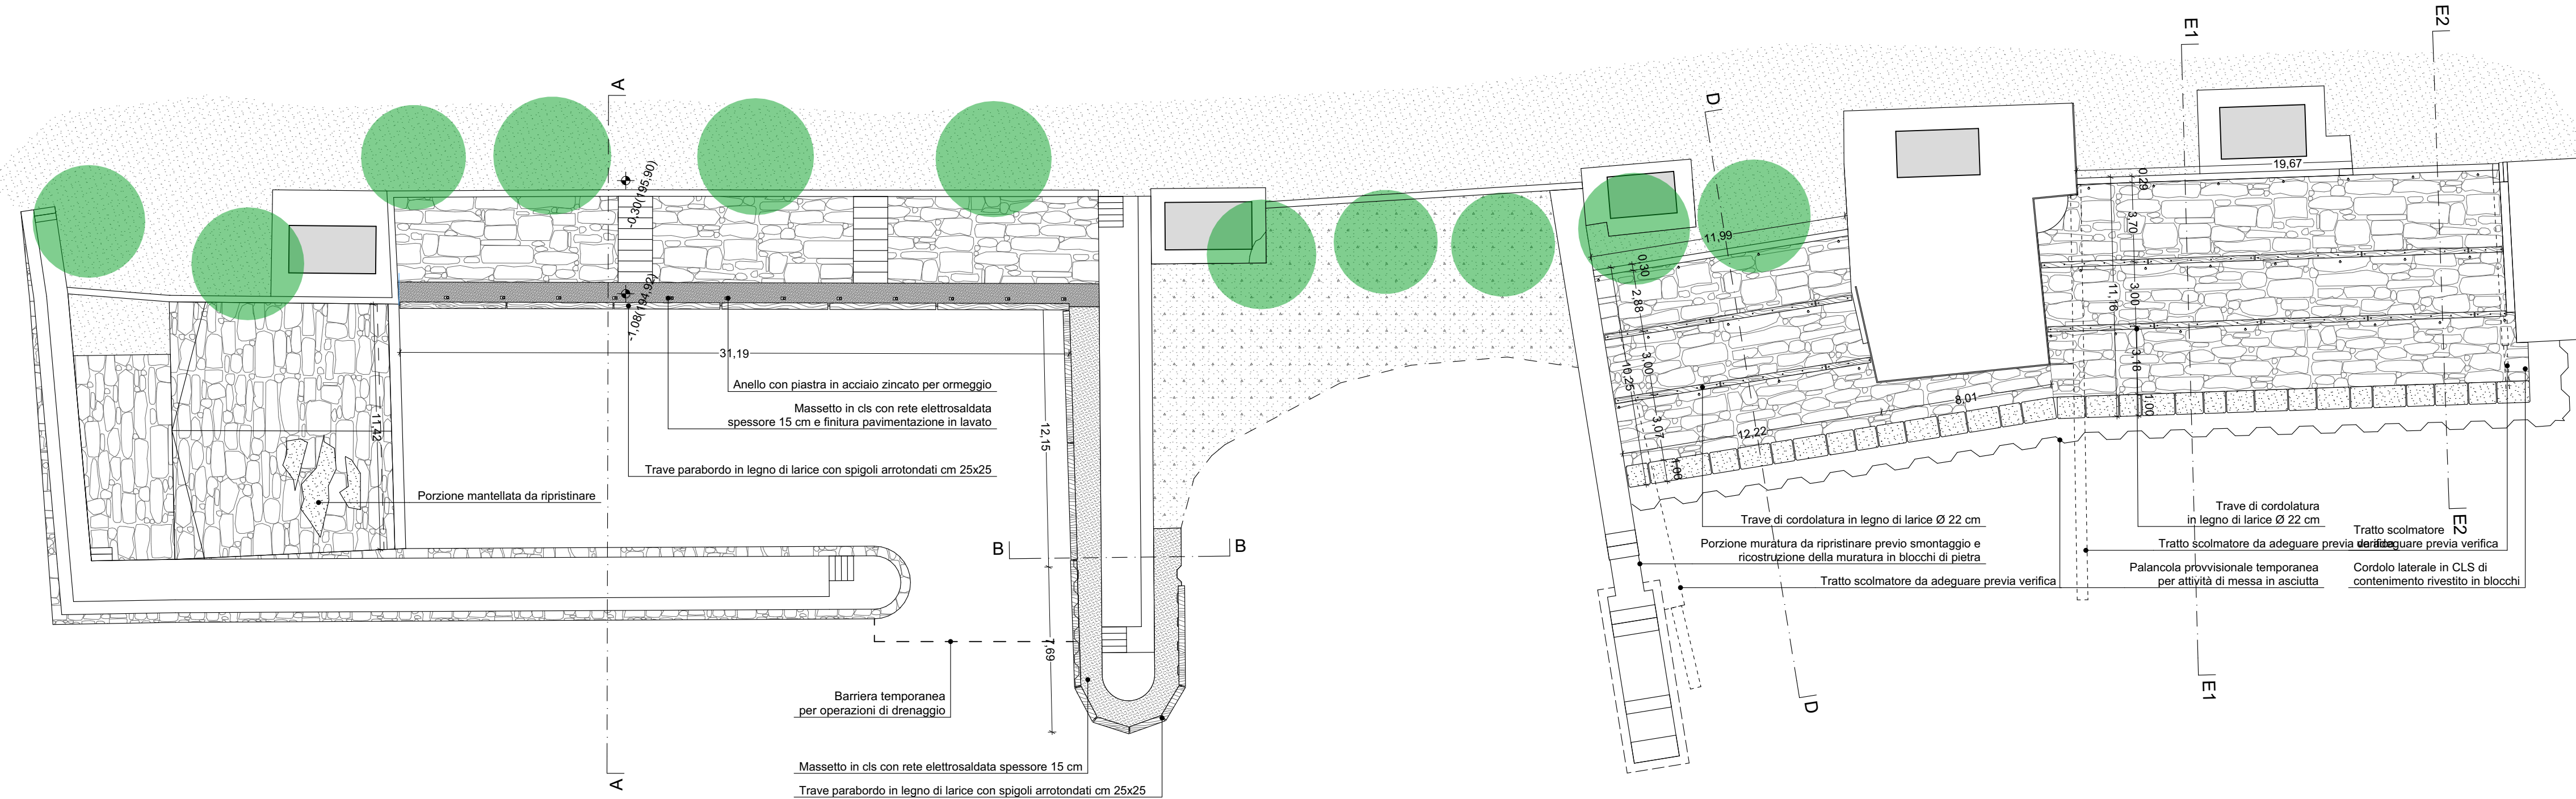 A
D
E1
E2
-0,30(195,90)
-1,08(194,92)
31,19
11,42
12,15
7,69
Anello con piastra in acciaio zincato per ormeggio
Massetto in cls con rete elettrosaldata
spessore 15 cm e finitura pavimentazione in lavato
Trave parabordo in legno di larice con spigoli arrotondati cm 25x25
Porzione mantellata da ripristinare
B
B
Barriera temporanea
per operazioni di drenaggio
Massetto in cls con rete elettrosaldata spessore 15 cm
Trave parabordo in legno di larice con spigoli arrotondati cm 25x25
A
11,99
0,30
2,88
3,00
10,25
3,07
1,06
12,22
8,01
19,67
0,29
3,70
3,00
11,16
3,18
1,00
Trave di cordolatura in legno di larice Ø 22 cm
Porzione muratura da ripristinare previo smontaggio e
ricostruzione della muratura in blocchi di pietra
Tratto scolmatore da adeguare previa verifica
Trave di cordolatura
in legno di larice Ø 22 cm
Tratto scolmatore da adeguare previa verifica
Palancola provvisionale temporanea
per attività di messa in asciutta
Tratto scolmatore
da adeguare previa verifica
Cordolo laterale in CLS di
contenimento rivestito in blocchi
E2
E1
D